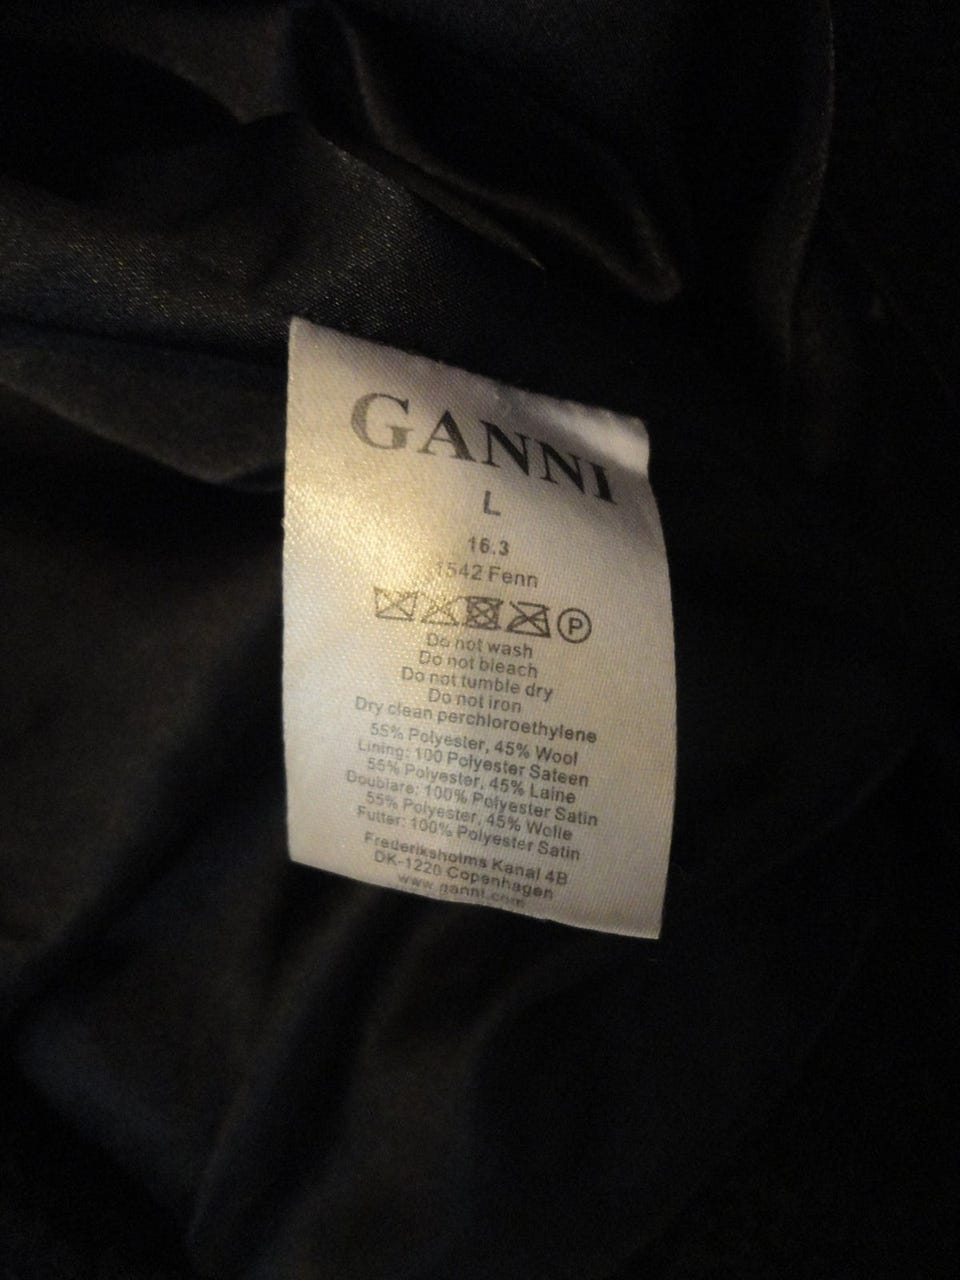 GANNI
L
16.3
1542 Fenn
P
Do not wash
Do not bleach
Do not tumble dry
Do not iron
Dry clean perchloroethylene
55% Polyester, 45% Wool
Lining: 100 Polyester Sateen
55% Polyester, 45% Laine
Doublare: 100% Polyester Satin
55% Polyester, 45% Wolle
Futter: 100% Polyester Satin
Frederiksholms Kanal 4B
DK-1220 Copenhagen
www.ganni.com